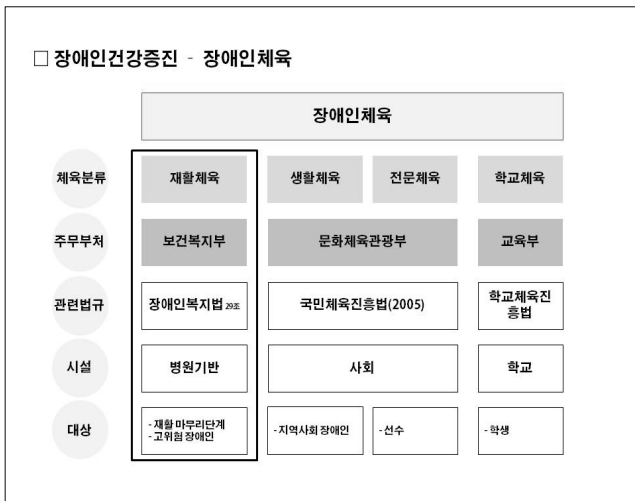 □ 장애인건강증진 - 장애인체육
장애인체육
체육분류
재활체육
생활체육
전문체육
학교체육
주무부처
보건복지부
문화체육관광부
교육부
관련법규
장애인복지법 29조
국민체육진흥법(2005)
학교체육진
흥법
시설
병원기반
사회
학교
대상
- 재활 마무리단계
- 고위험 장애인
- 지역사회 장애인
- 선수
- 학생